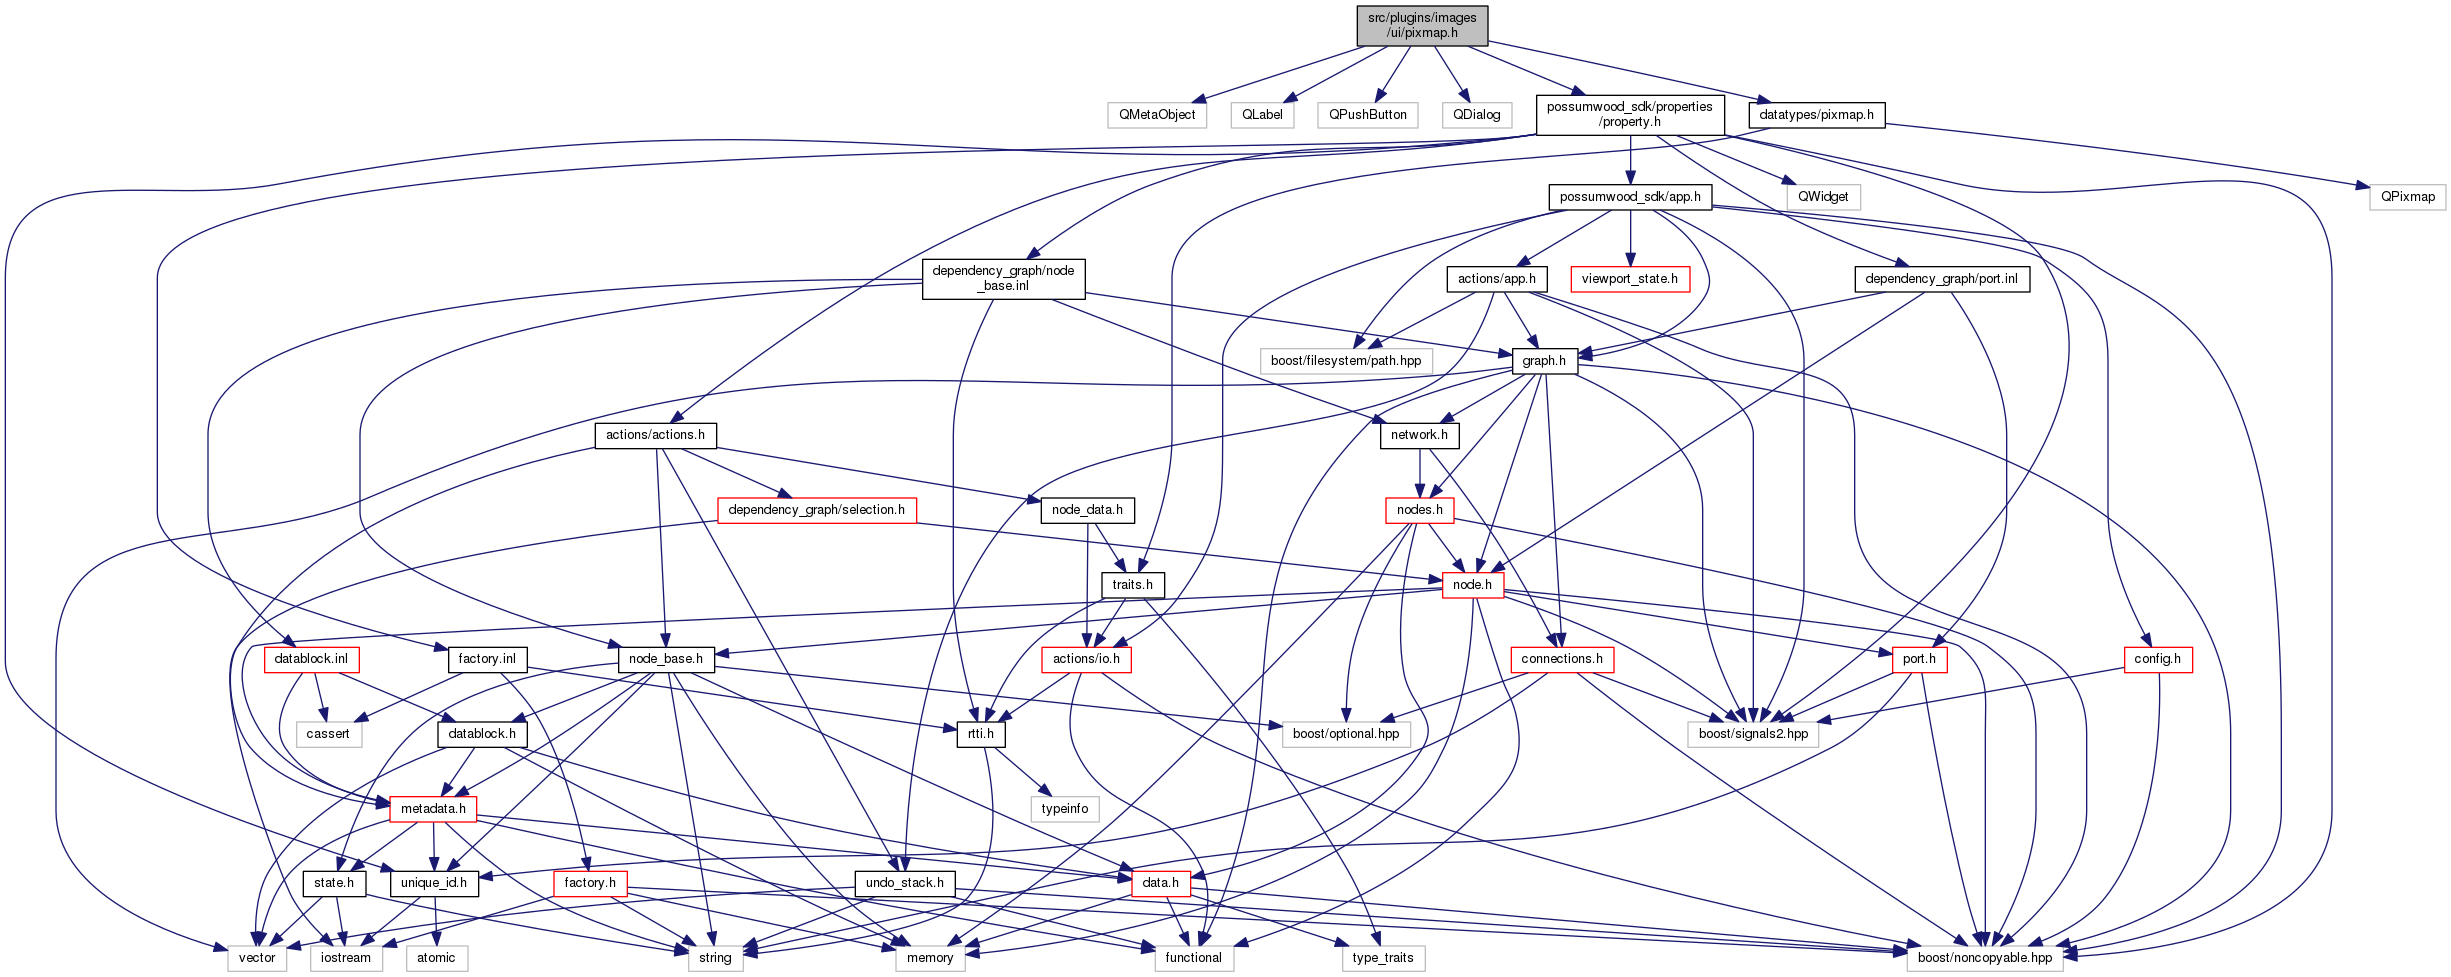 src/plugins/images
/ui/pixmap.h
QMetaObject
QLabel
QPushButton
QDialog
possumwood_sdk/properties
/property.h
datatypes/pixmap.h
possumwood_sdk/app.h
QWidget
QPixmap
dependency_graph/node
_base.inl
actions/app.h
viewport_state.h
dependency_graph/port.inl
boost/filesystem/path.hpp
graph.h
actions/actions.h
network.h
dependency_graph/selection.h
node_data.h
nodes.h
traits.h
node.h
datablock.inl
factory.inl
node_base.h
actions/io.h
connections.h
port.h
config.h
cassert
datablock.h
rtti.h
boost/optional.hpp
boost/signals2.hpp
metadata.h
typeinfo
state.h
unique_id.h
factory.h
undo_stack.h
data.h
vector
iostream
atomic
string
memory
functional
type_traits
boost/noncopyable.hpp